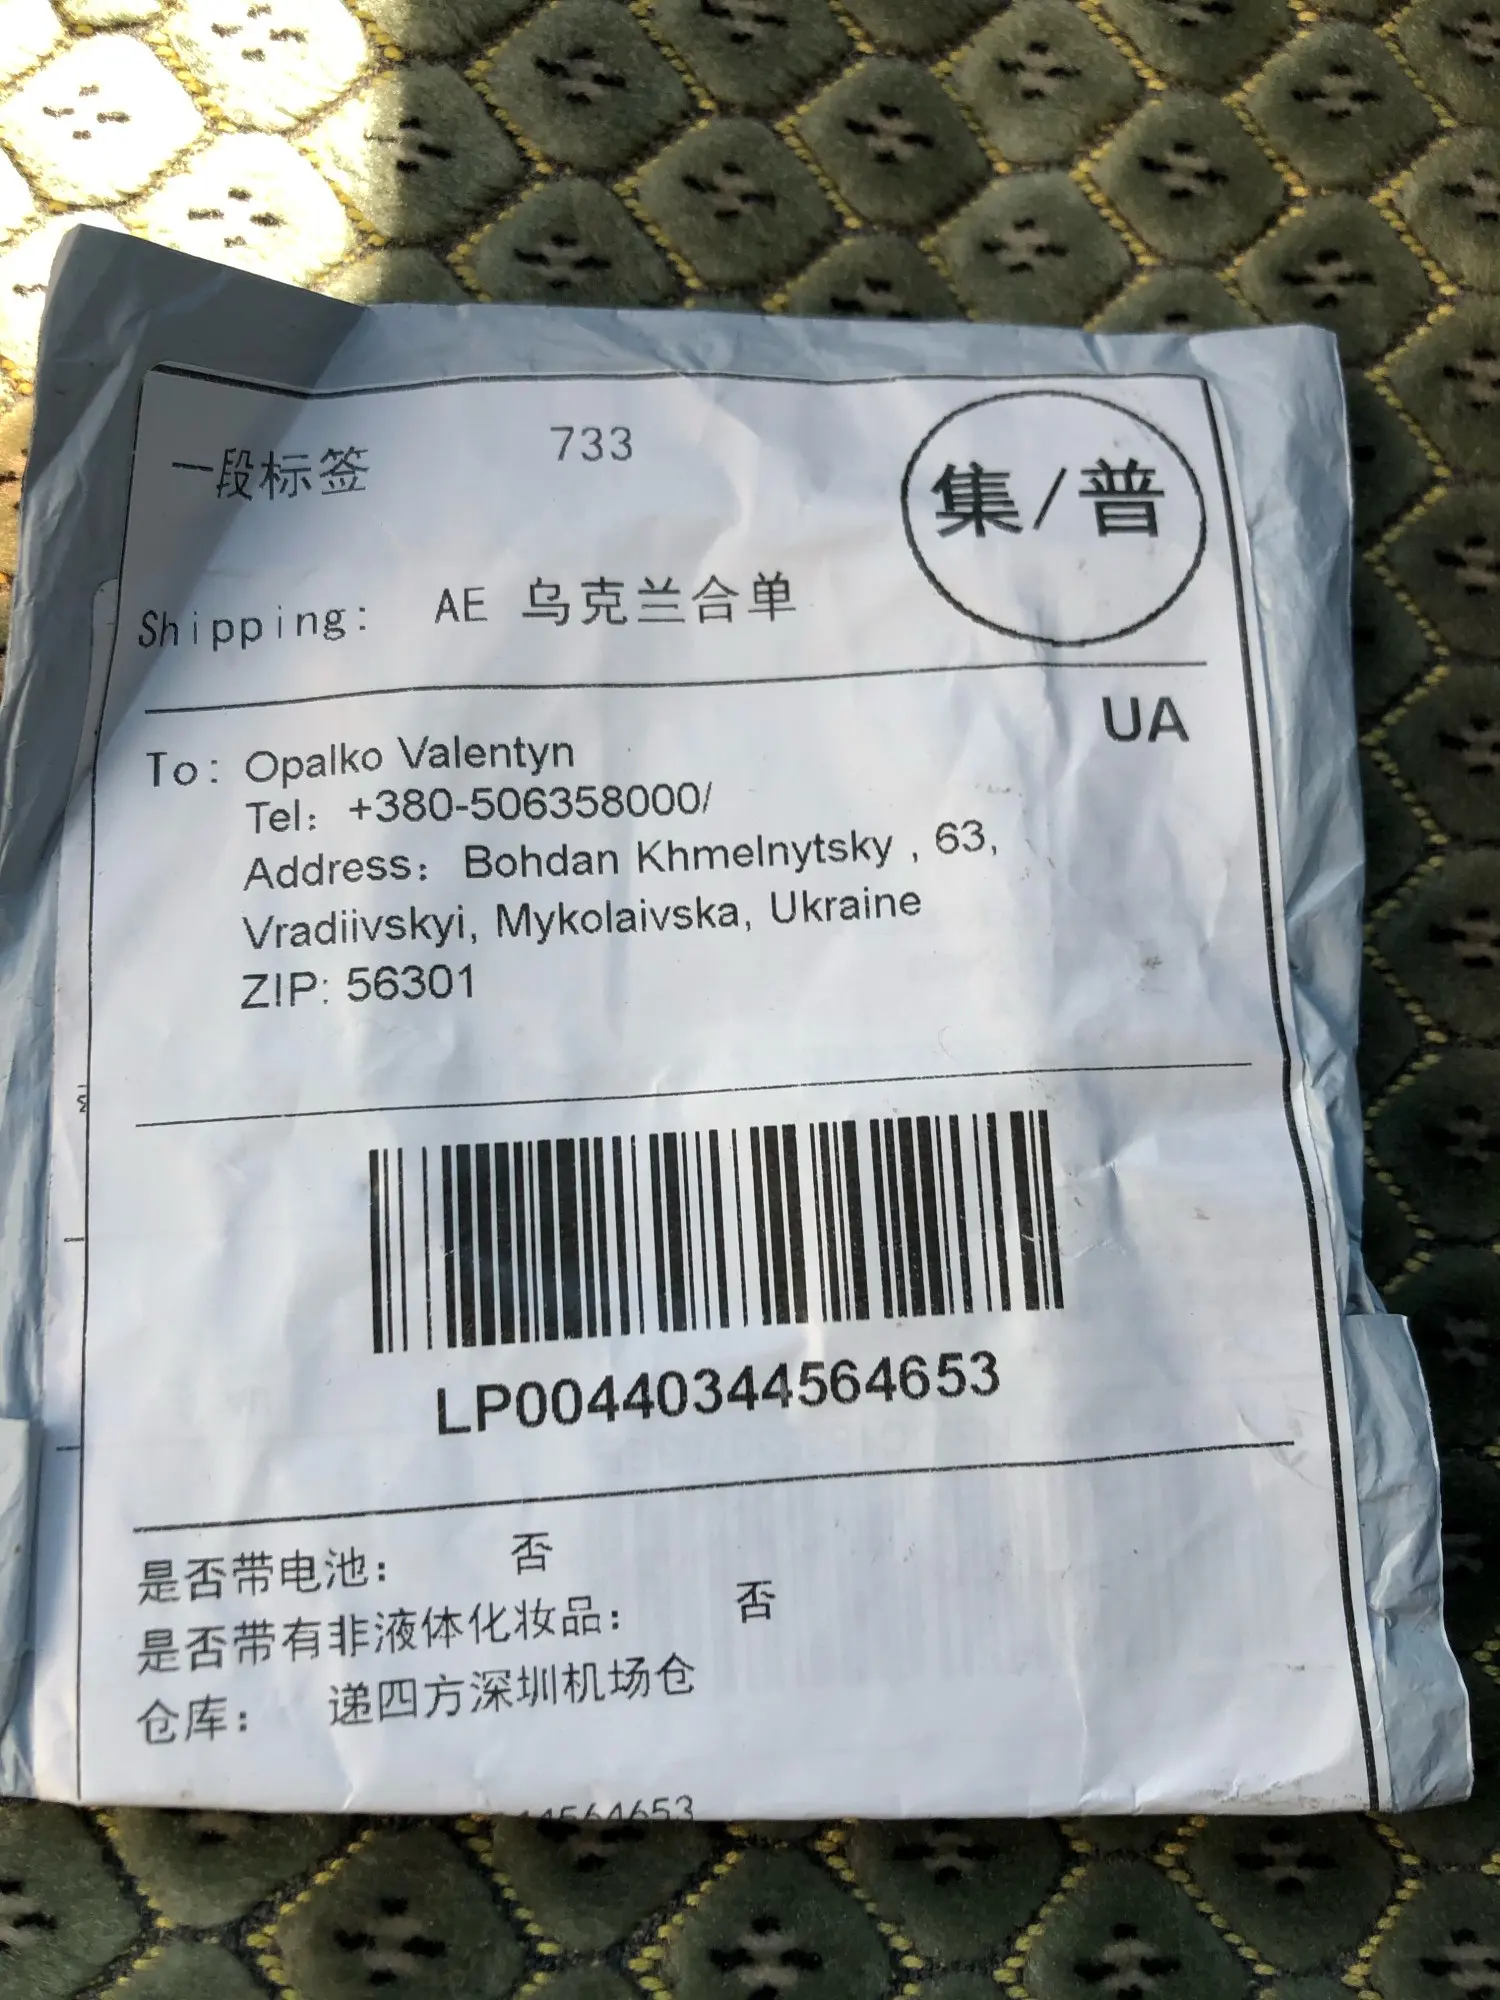 一段标签 733 集/普
Shipping: AE 乌克兰合单
UA
To: Opalko Valentyn
Tel: +380-506358000/
Address: Bohdan Khmelnytsky , 63,
Vradiivskyi, Mykolaivska, Ukraine
ZIP: 56301
LP00440344564653
是否带电池: 否
是否带有非液体化妆品: 否
仓库: 递四方深圳机场仓
44564653